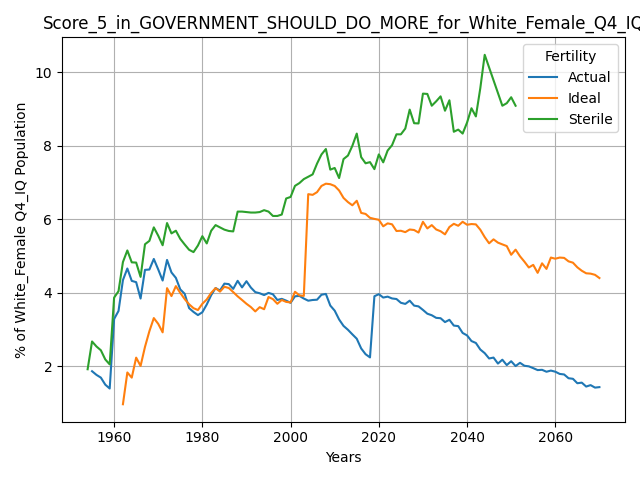 Score_5_in_GOVERNMENT_SHOULD_DO_MORE_for_White_Female_Q4_IQ
Fertility
Actual
Ideal
Sterile
% of White_Female Q4_IQ Population
10
8
6
4
2
1960 1980 2000 2020 2040 2060
Years